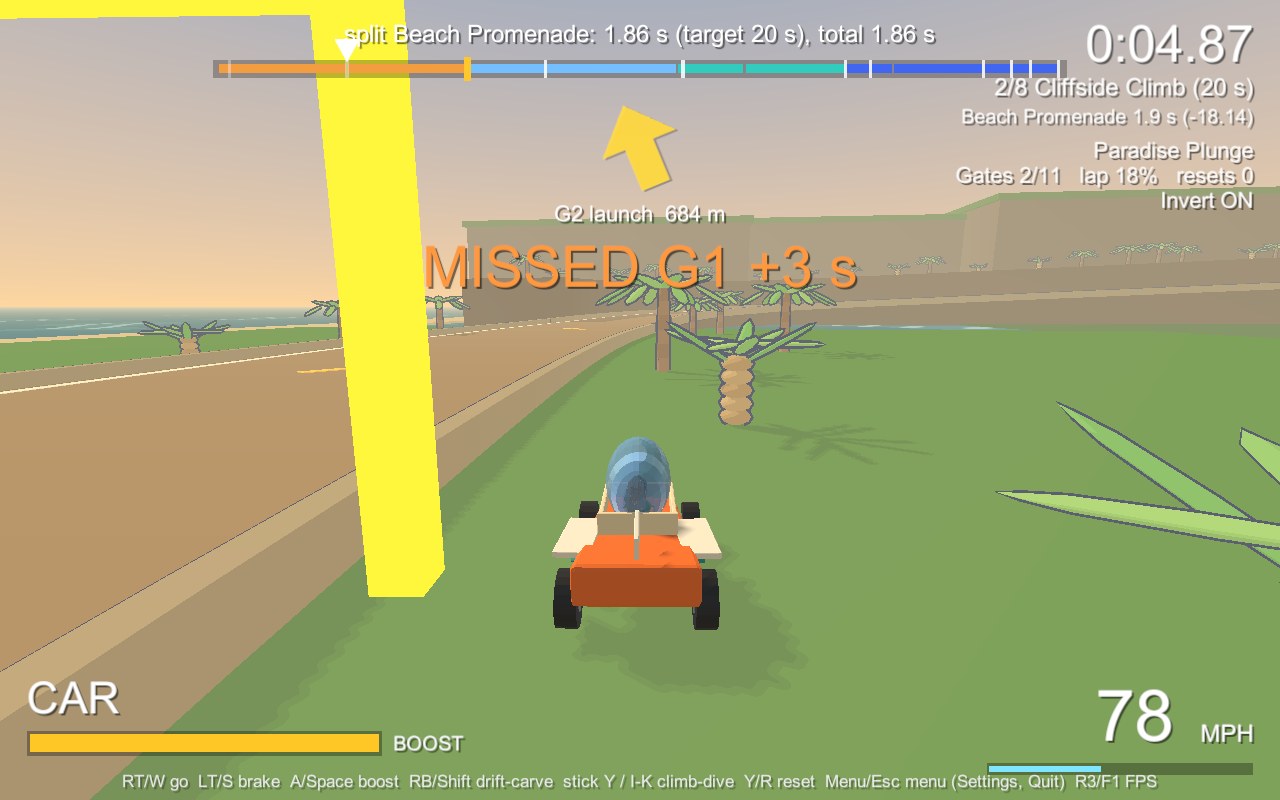 split Beach Promenade: 1.86 s (target 20 s), total 1.86 s
0:04.87
2/8 Cliffside Climb (20 s)
Beach Promenade 1.9 s (-18.14)
Paradise Plunge
Gates 2/11 lap 18% resets 0
Invert ON
G2 launch 684 m
MISSED G1 +3 s
CAR
BOOST
78 MPH
RT/W go LT/S brake A/Space boost RB/Shift drift-carve stick Y / I-K climb-dive Y/R reset Menu/Esc menu (Settings, Quit) R3/F1 FPS